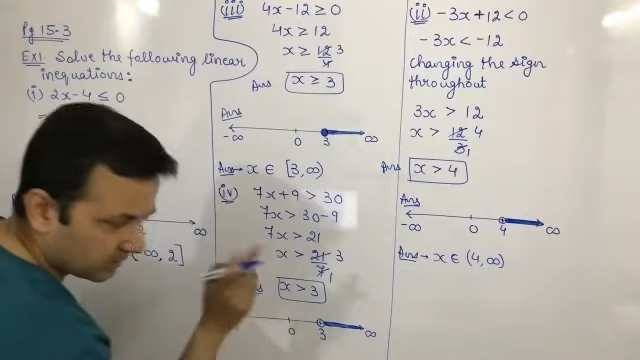 Pg 15.3
EX1. Solve the following linear
inequations:
(i) 2x-4 ≤ 0
∞
-∞, 2]
(iii) 4x-12 ≥ 0
4x ≥ 12
x ≥ 12 3
4
Ans x ≥ 3
Ans
-∞ 0 3 ∞
Ans→ x ∈ [3, ∞)
(iv) 7x+9 > 30
7x > 30-9
7x > 21
x > 21 3
7 1
x > 3
0 3 ∞
(ii) -3x+12 < 0
-3x < -12
changing the sign
throughout
3x > 12
x > 12 4
3 1
Ans x > 4
Ans
-∞ 0 4 ∞
Ans→ x ∈ (4, ∞)